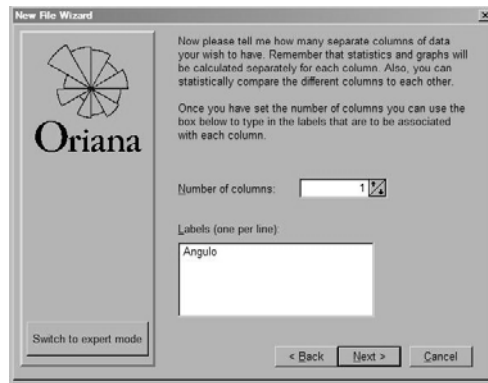 New File Wizard
Oriana
Switch to expert mode
Now please tell me how many separate columns of data
your wish to have. Remember that statistics and graphs will
be calculated separately for each column. Also, you can
statistically compare the different columns to each other.
Once you have set the number of columns you can use the
box below to type in the labels that are to be associated
with each column.
Number of columns: 1
Labels (one per line):
Angulo
< Back Next > Cancel